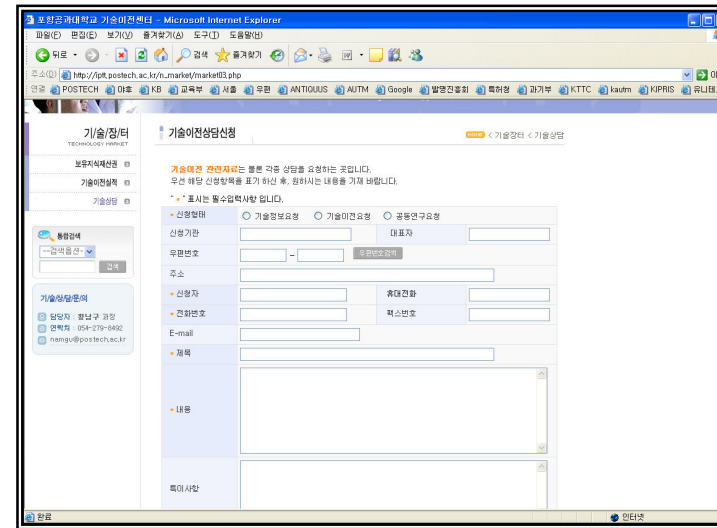 포항공과대학교 기술이전센터 - Microsoft Internet Explorer
파일(F) 편집(E) 보기(V) 즐겨찾기(A) 도구(T) 도움말(H)
뒤로 검색 즐겨찾기
주소(D) http://iptt.postech.ac.kr/n_market/market03.php
연결 POSTECH 야후 KB 교육부 서울 우편 ANTIQUUS AUTM Google 발명진흥회 특허청 과기부 KTTC kautm KIPRIS 유니테
기/술/장/터
TECHNOLOGY MARKET
보유지식재산권
기술이전실적
기술상담
통합검색
--검색옵션--
검색
기/술/상/담/문/의
담당자 : 황남구 과장
연락처 : 054-279-8492
namgu@postech.ac.kr
기술이전상담신청
HOME < 기술장터 < 기술상담
기술이전 관련자료는 물론 각종 상담을 요청하는 곳입니다.
우선 해당 신청항목을 표기 하신 후, 원하시는 내용을 기재 바랍니다.
" * " 표시는 필수입력사항 입니다.
신청형태 기술정보요청 기술이전요청 공동연구요청
신청기관 대표자
우편번호 – 우편번호검색
주소
신청자 휴대전화
전화번호 팩스번호
E-mail
제목
내용
특이사항
완료 인터넷